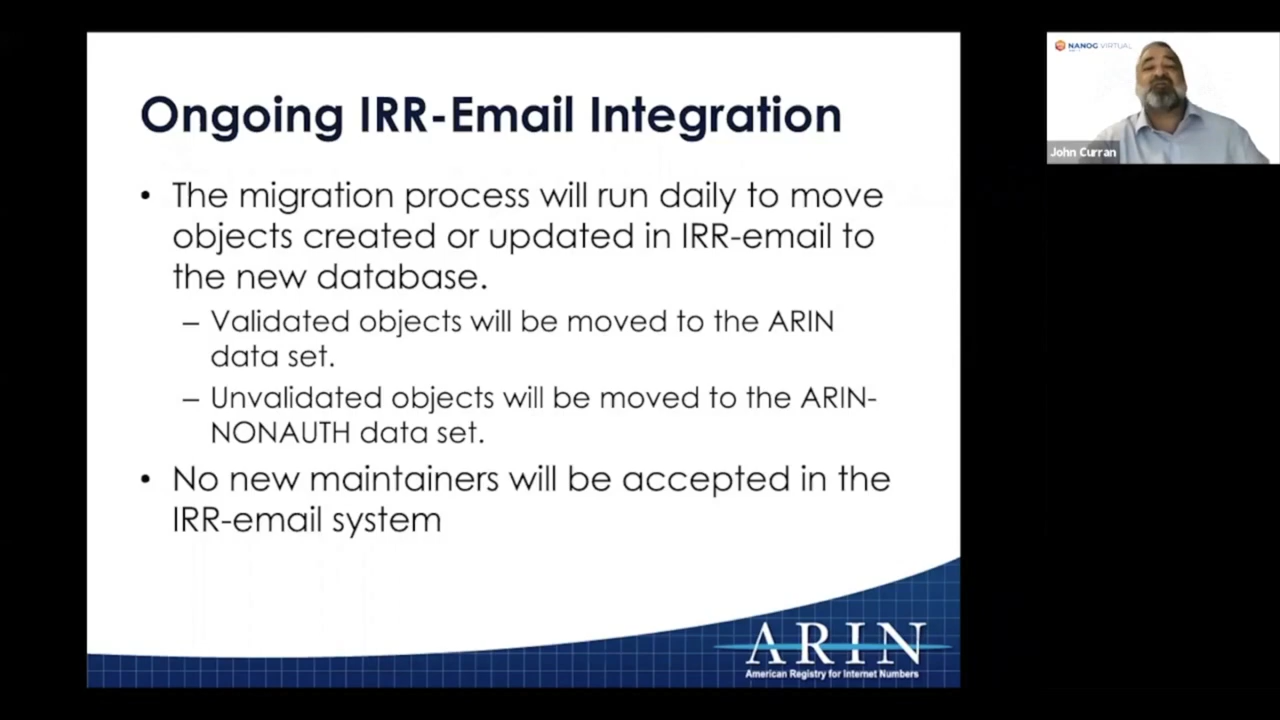 Ongoing IRR-Email Integration
• The migration process will run daily to move
objects created or updated in IRR-email to
the new database.
– Validated objects will be moved to the ARIN
data set.
– Unvalidated objects will be moved to the ARIN-
NONAUTH data set.
• No new maintainers will be accepted in the
IRR-email system
ARIN
American Registry for Internet Numbers
NANOG VIRTUAL
John Curran